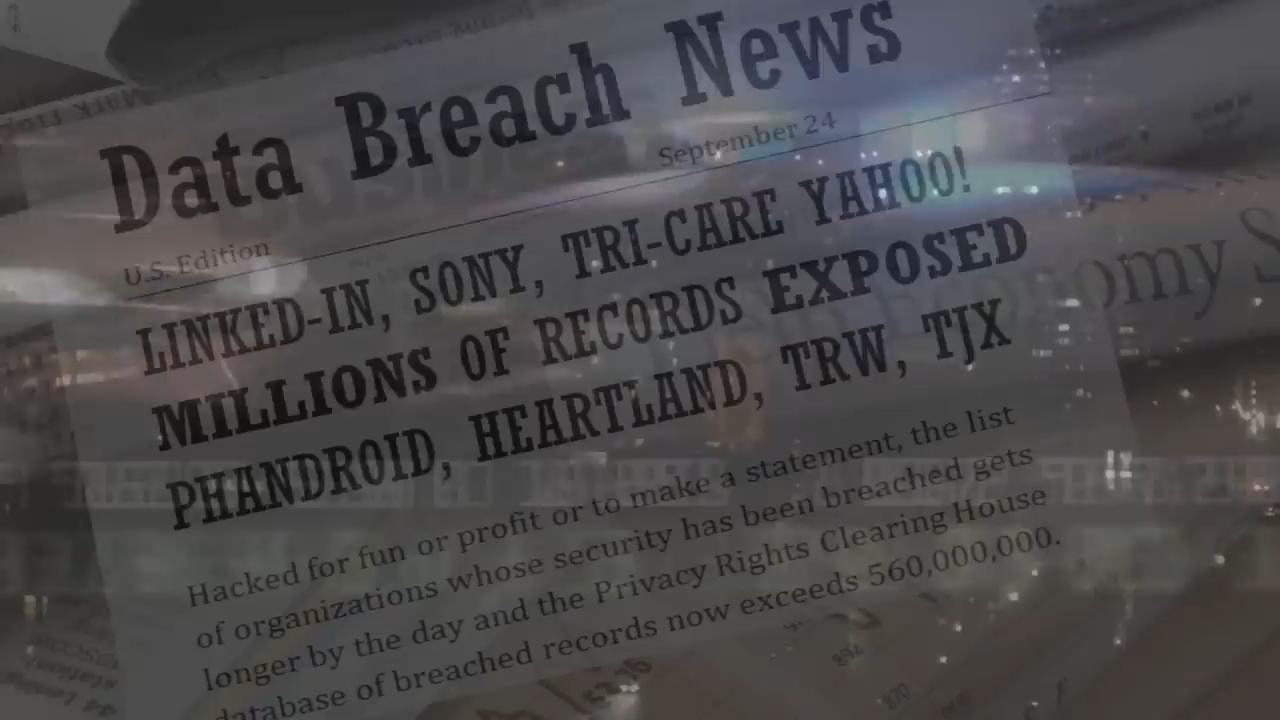 Data Breach News
U.S. Edition September 24
LINKED-IN, SONY, TRI-CARE YAHOO!
MILLIONS OF RECORDS EXPOSED
PHANDROID, HEARTLAND, TRW, TJX
Hacked for fun or profit or to make a statement, the list
of organizations whose security has been breached gets
longer by the day and the Privacy Rights Clearing House
database of breached records now exceeds 560,000,000.